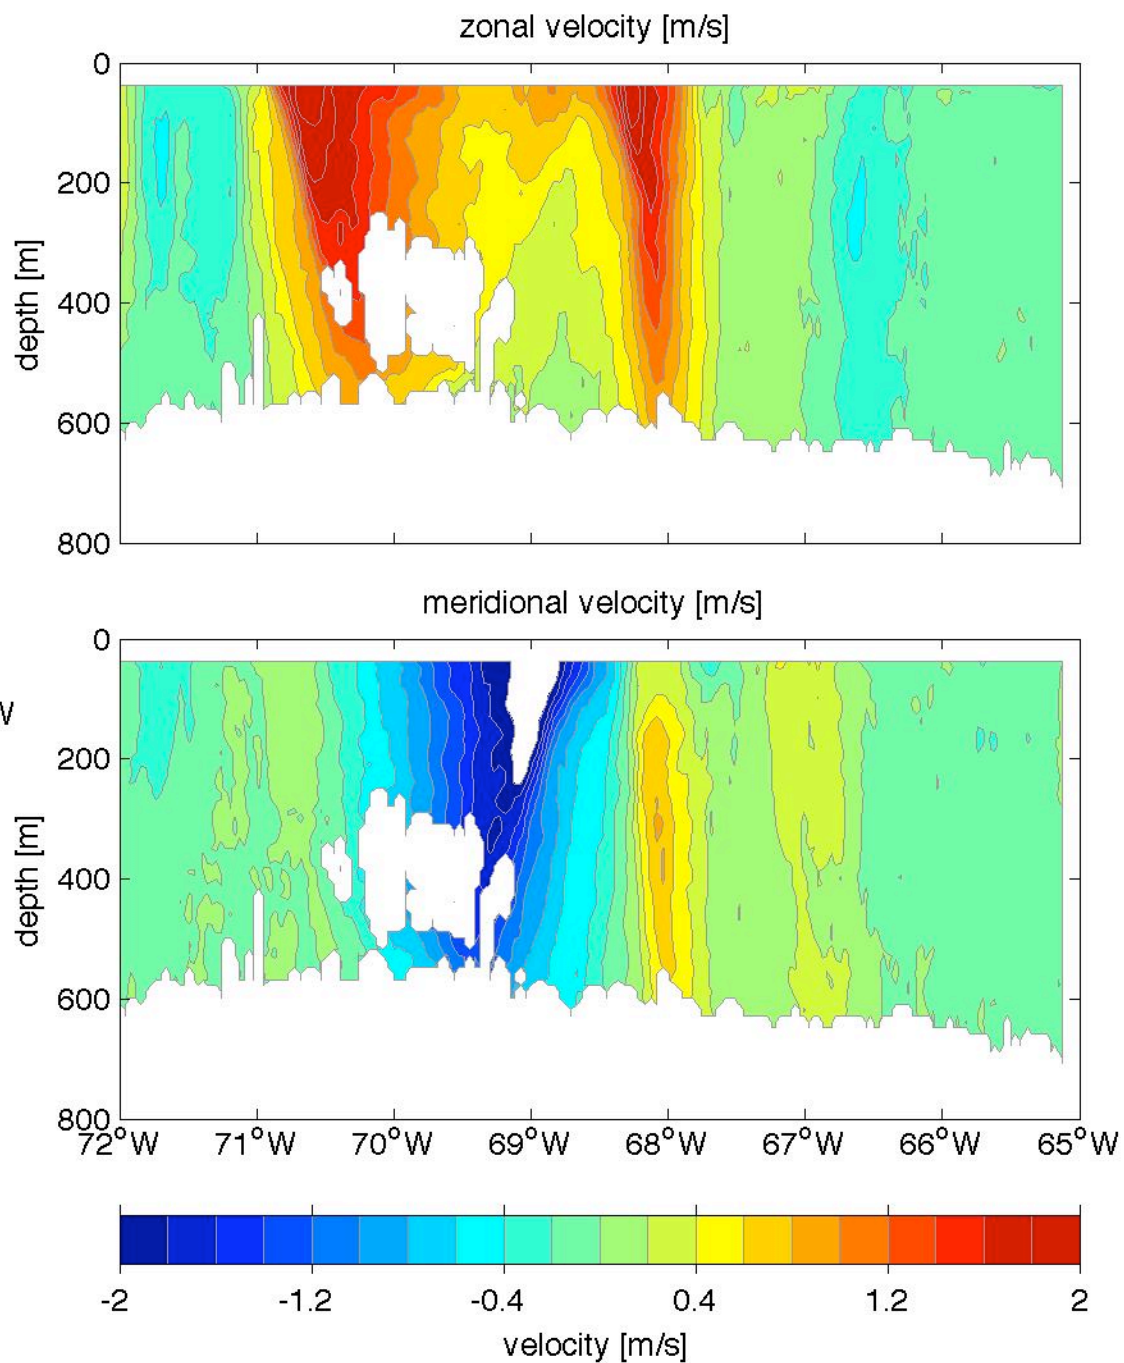 zonal velocity [m/s]
0
200
400
600
800
depth [m]
meridional velocity [m/s]
0
200
400
600
800
depth [m]
W
72°W 71°W 70°W 69°W 68°W 67°W 66°W 65°W
-2 -1.2 -0.4 0.4 1.2 2
velocity [m/s]